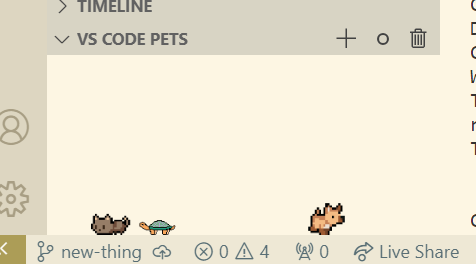 TIMELINE
VS CODE PETS
new-thing 0 4 0 Live Share